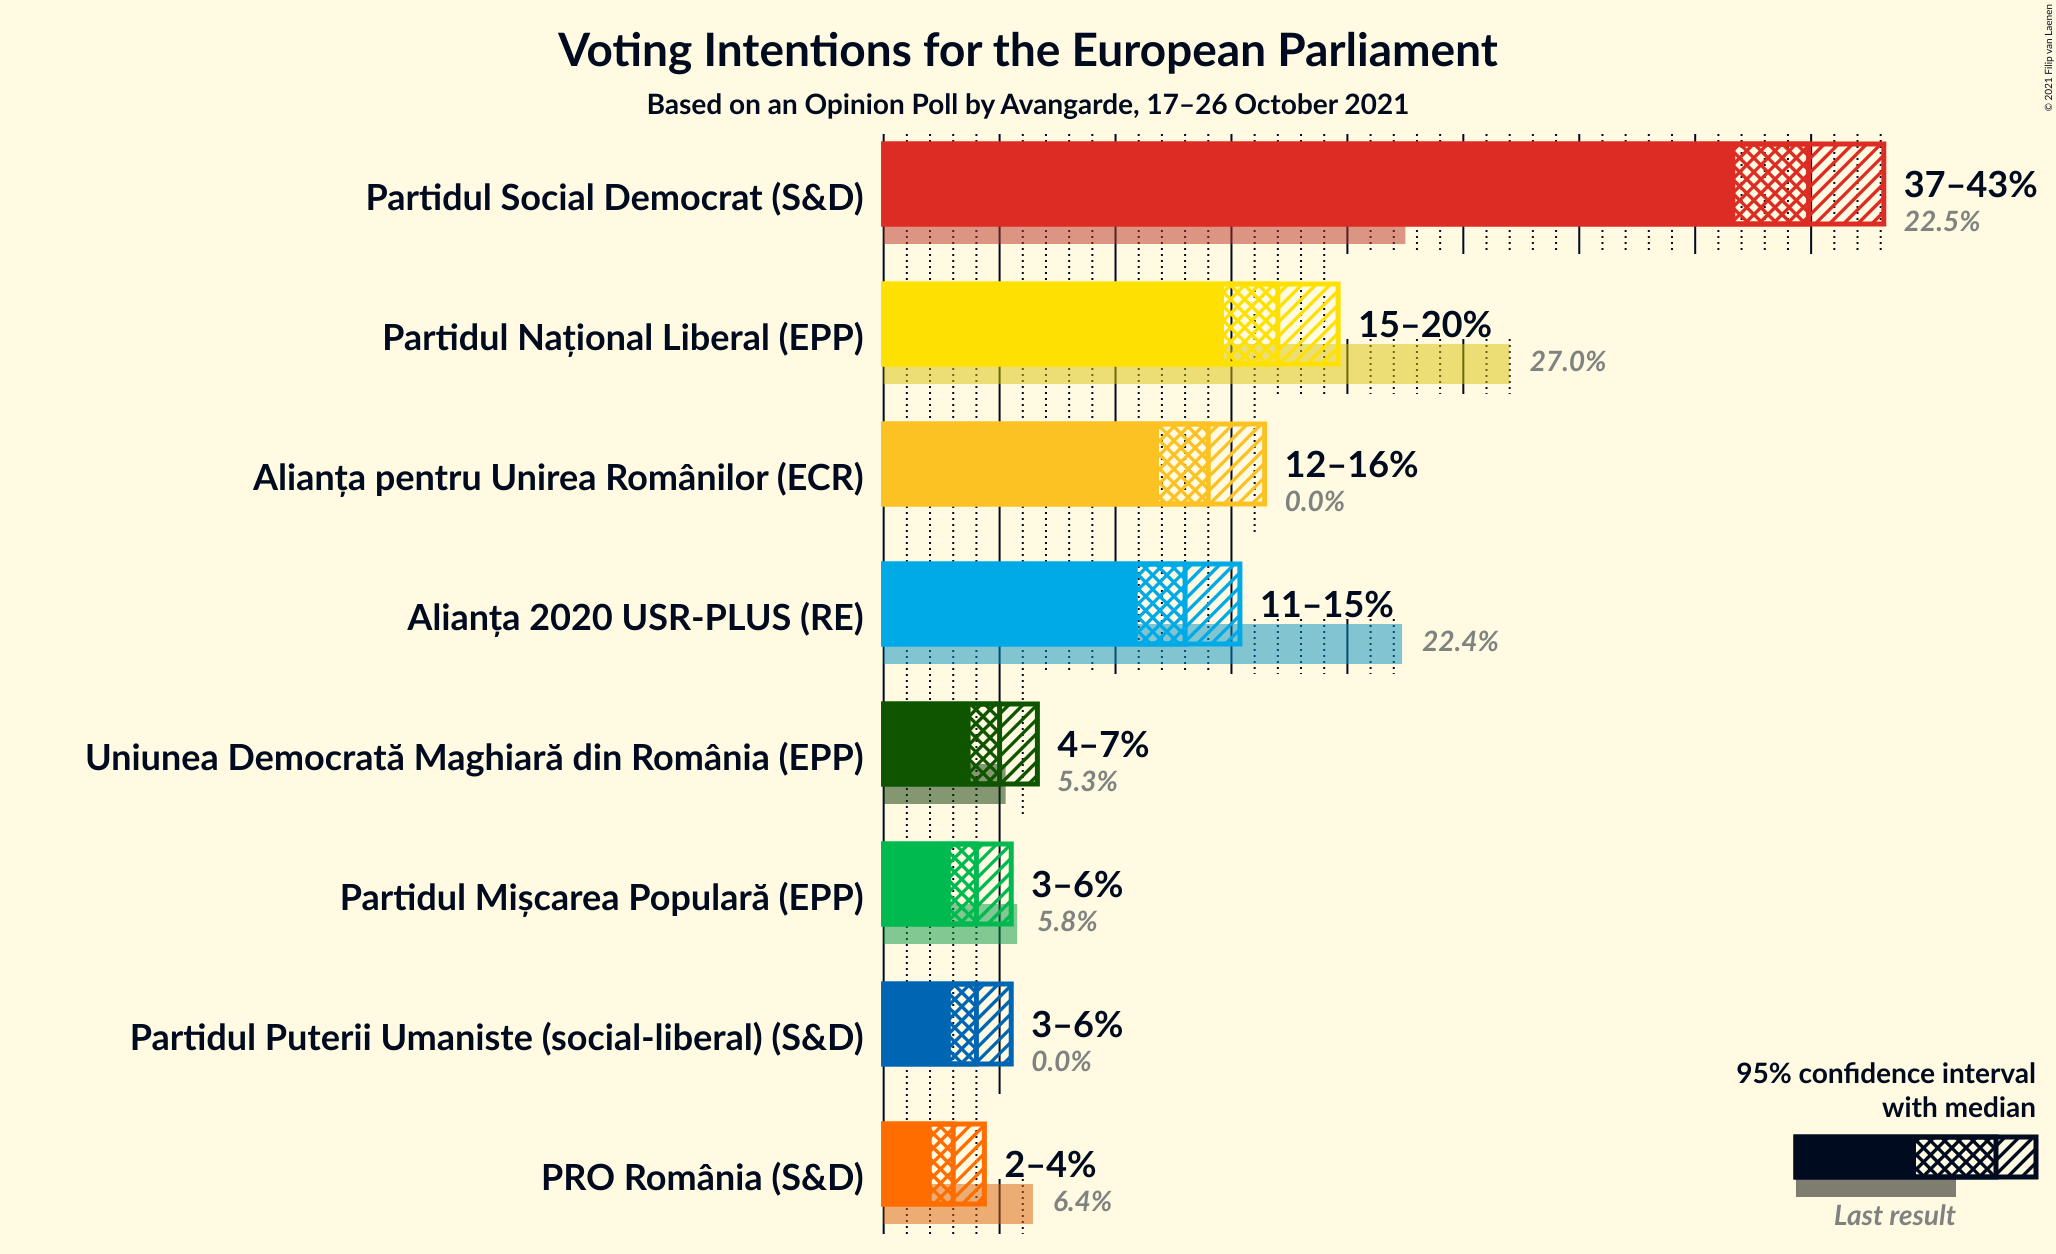 Voting Intentions for the European Parliament
Based on an Opinion Poll by Avangarde, 17–26 October 2021
© 2021 Filip van Laenen
Partidul Social Democrat (S&D)
37–43%
22.5%
Partidul Național Liberal (EPP)
15–20%
27.0%
Alianța pentru Unirea Românilor (ECR)
12–16%
0.0%
Alianța 2020 USR-PLUS (RE)
11–15%
22.4%
Uniunea Democrată Maghiară din România (EPP)
4–7%
5.3%
Partidul Mișcarea Populară (EPP)
3–6%
5.8%
Partidul Puterii Umaniste (social-liberal) (S&D)
3–6%
0.0%
PRO România (S&D)
2–4%
6.4%
95% confidence interval
with median
Last result